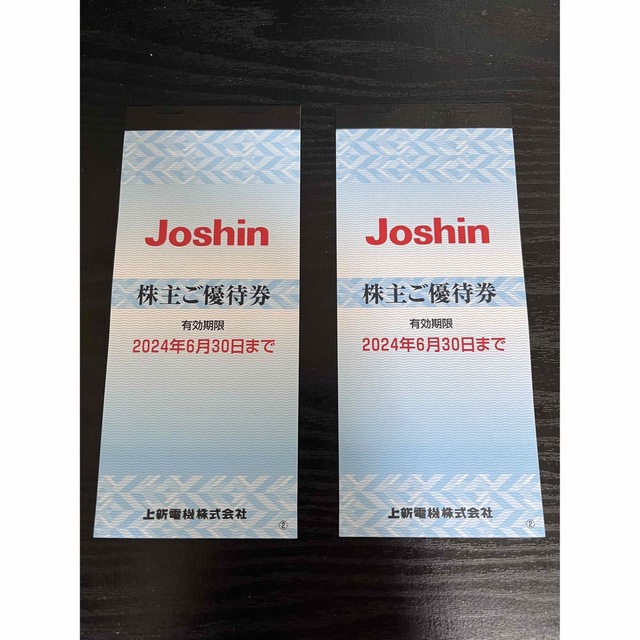 Joshin
株主ご優待券
有効期限
2024年6月30日まで
上新電機株式会社
②
Joshin
株主ご優待券
有効期限
2024年6月30日まで
上新電機株式会社
②